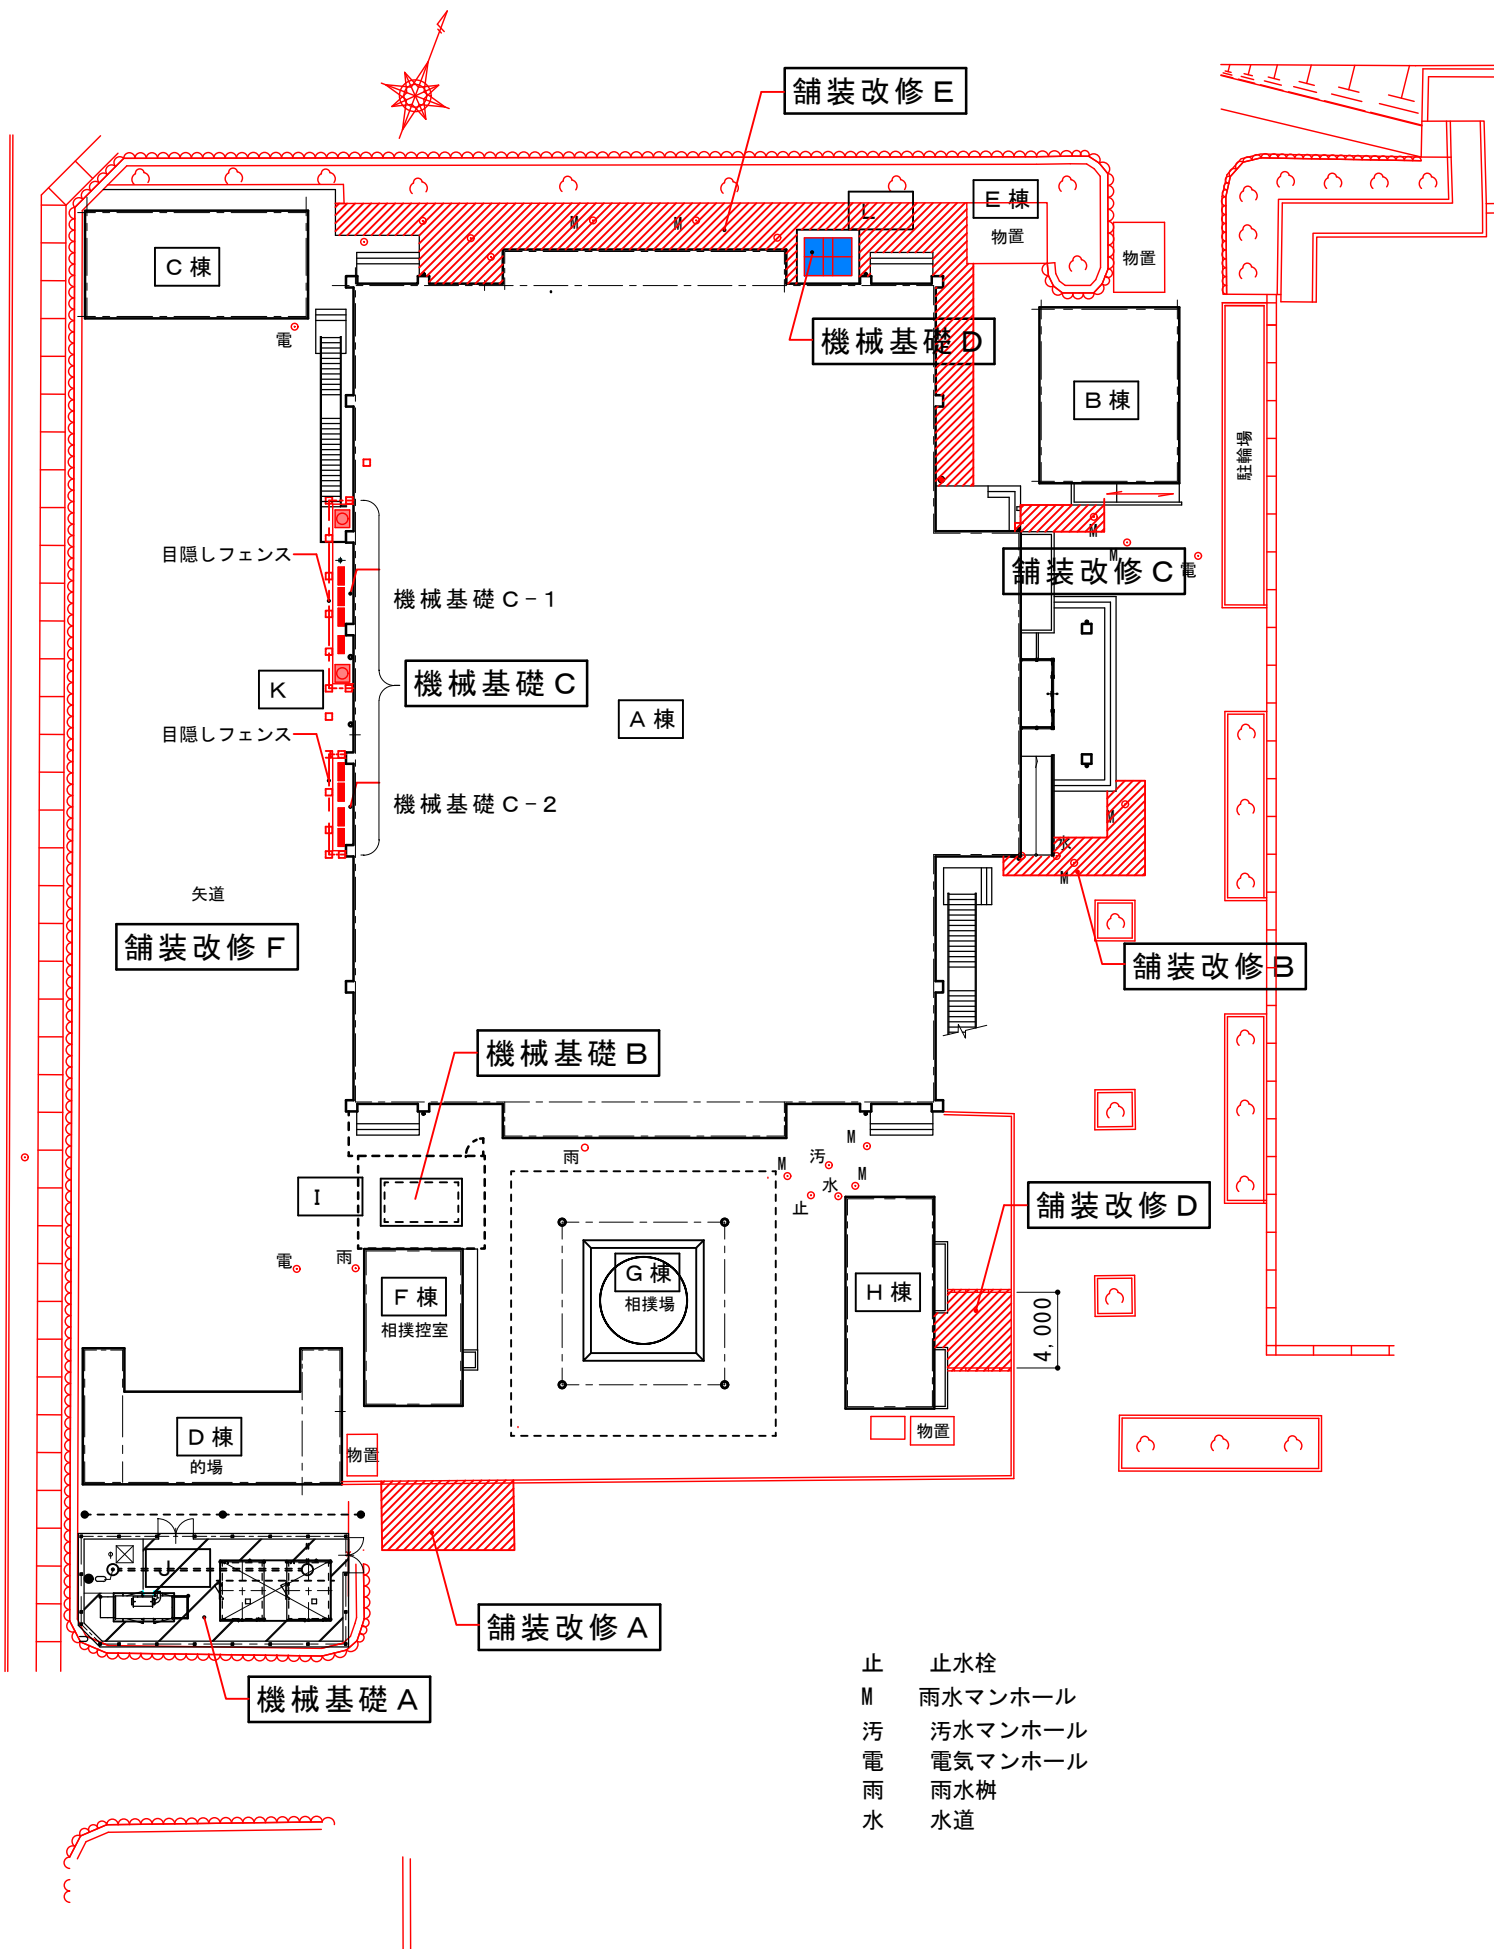 舗装改修E
M
M
L
E棟
物置
物置
C棟
電
機械基礎D
B棟
駐輪場
M
M
舗装改修C
電
目隠しフェンス
機械基礎C-1
K
機械基礎C
A棟
目隠しフェンス
機械基礎C-2
M
水
M
矢道
舗装改修F
舗装改修B
機械基礎B
雨
M
汚
M
M
水
止
I
舗装改修D
電
雨
F棟
相撲控室
G棟
相撲場
H棟
4,000
D棟
的場
物置
物置
J
舗装改修A
機械基礎A
止 止水栓
M 雨水マンホール
汚 汚水マンホール
電 電気マンホール
雨 雨水桝
水 水道